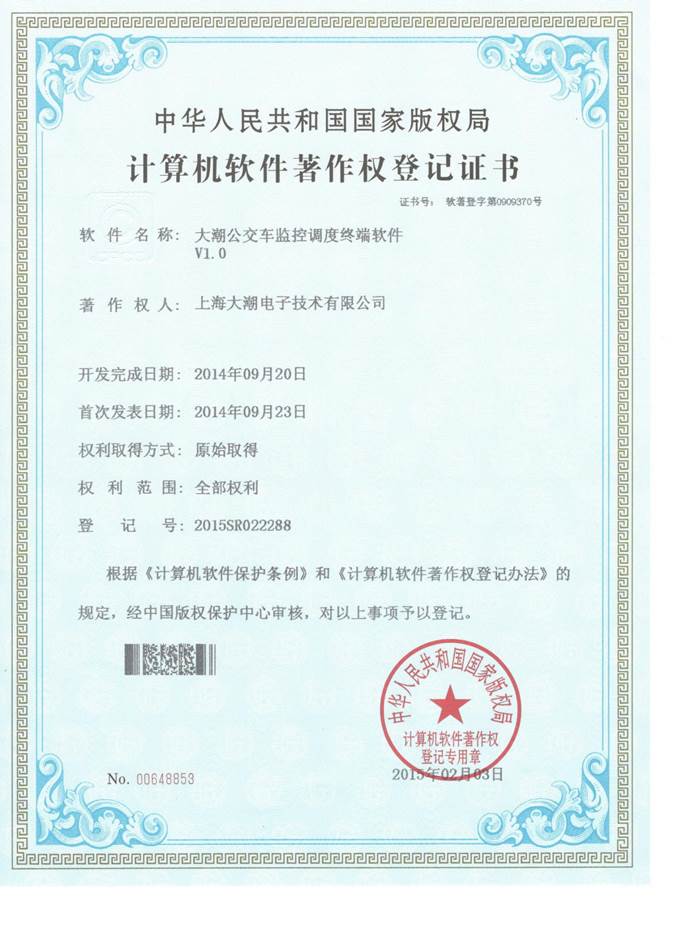 中华人民共和国国家版权局
计算机软件著作权登记证书
证书号： 软著登字第0909370号
软件名称： 大潮公交车监控调度终端软件
V1.0
著作权人： 上海大潮电子技术有限公司
开发完成日期： 2014年09月20日
首次发表日期： 2014年09月23日
权利取得方式： 原始取得
权利范围： 全部权利
登记号： 2015SR022288
根据《计算机软件保护条例》和《计算机软件著作权登记办法》的
规定，经中国版权保护中心审核，对以上事项予以登记。
中华人民共和国国家版权局
计算机软件著作权
登记专用章
No. 00648853
2015年02月03日